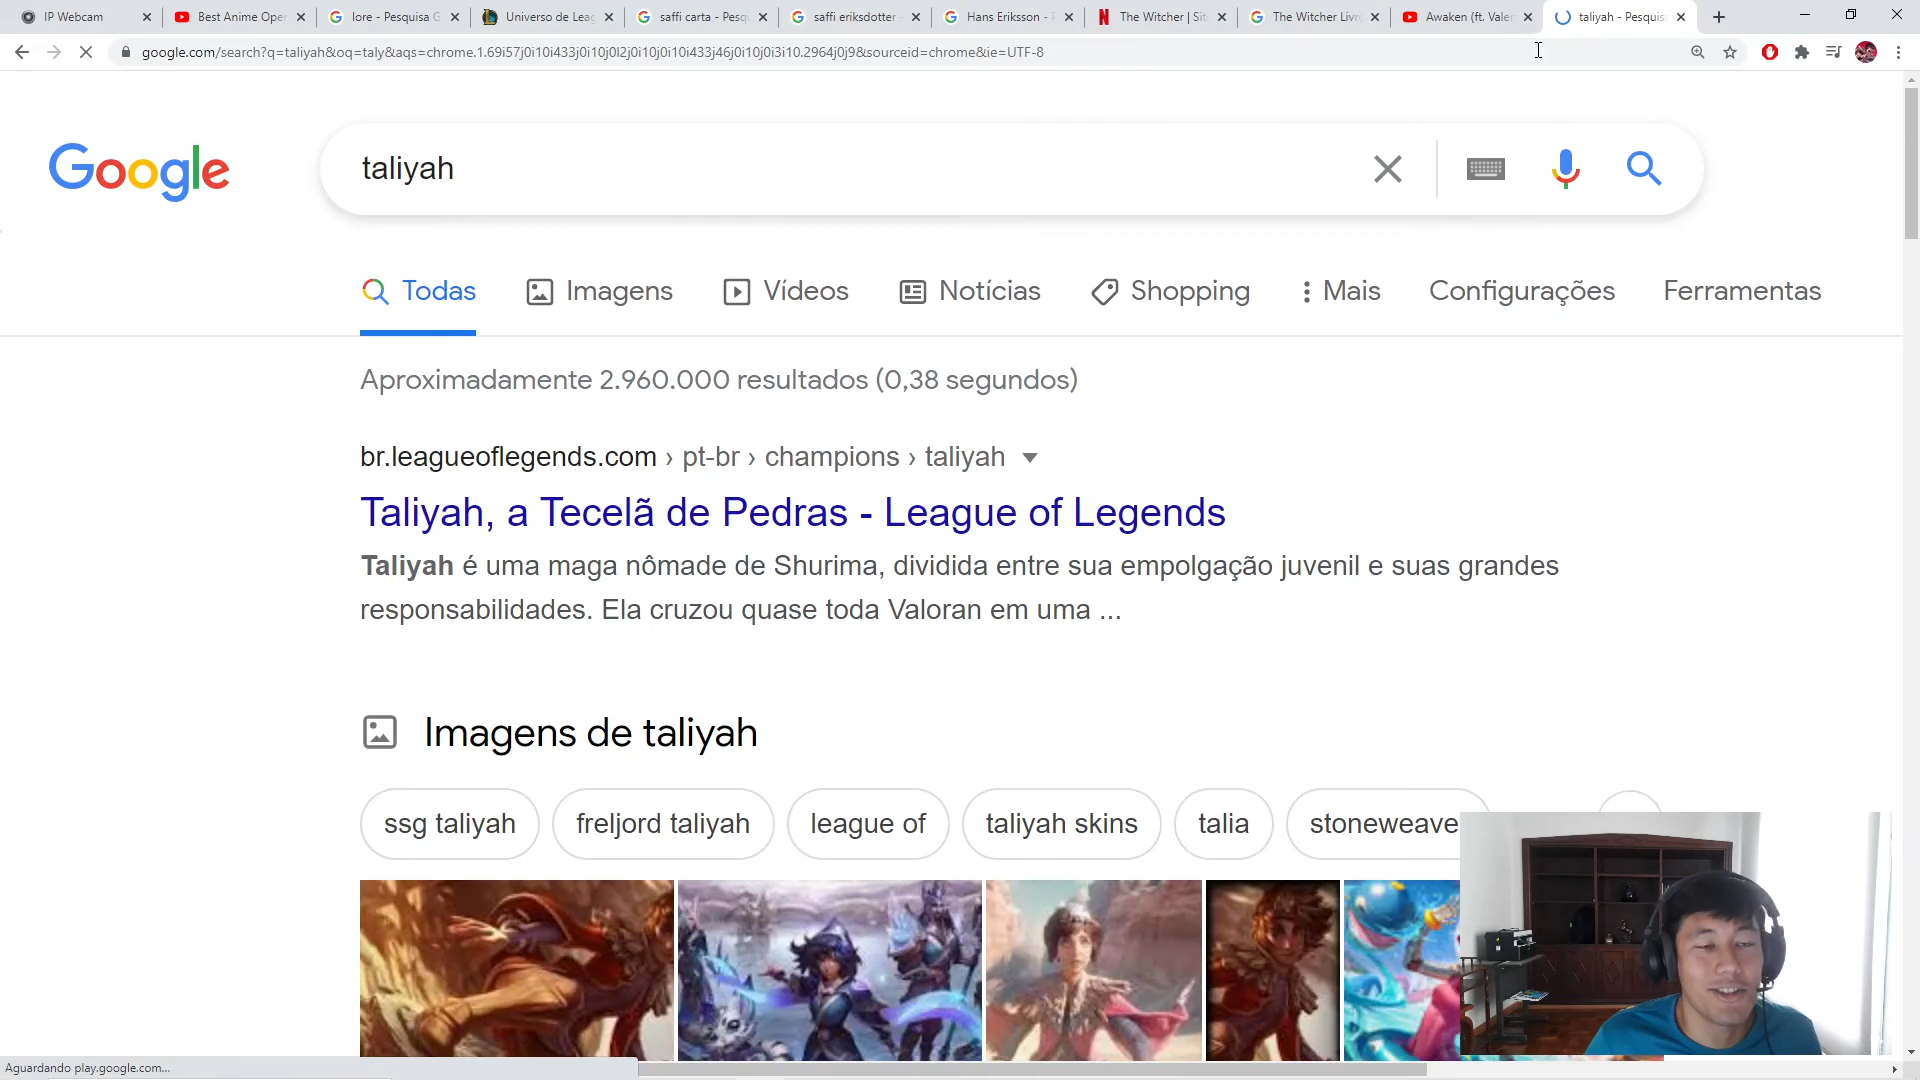 IP Webcam
Best Anime Oper
lore - Pesquisa G
Universo de Leag
saffi carta - Pesq
saffi eriksdotter -
Hans Eriksson - P
The Witcher | Sit
The Witcher Livro
Awaken (ft. Valer
taliyah - Pesquis
google.com/search?q=taliyah&oq=taly&aqs=chrome.1.69i57j0i10i433j0i10j0l2j0i10j0i10i433j46j0i10j0i3i10.2964j0j9&sourceid=chrome&ie=UTF-8
Google
taliyah
Todas
Imagens
Vídeos
Notícias
Shopping
Mais
Configurações
Ferramentas
Aproximadamente 2.960.000 resultados (0,38 segundos)
br.leagueoflegends.com › pt-br › champions › taliyah
Taliyah, a Tecelã de Pedras - League of Legends
Taliyah é uma maga nômade de Shurima, dividida entre sua empolgação juvenil e suas grandes
responsabilidades. Ela cruzou quase toda Valoran em uma ...
Imagens de taliyah
ssg taliyah
freljord taliyah
league of
taliyah skins
talia
stoneweave
Aguardando play.google.com...